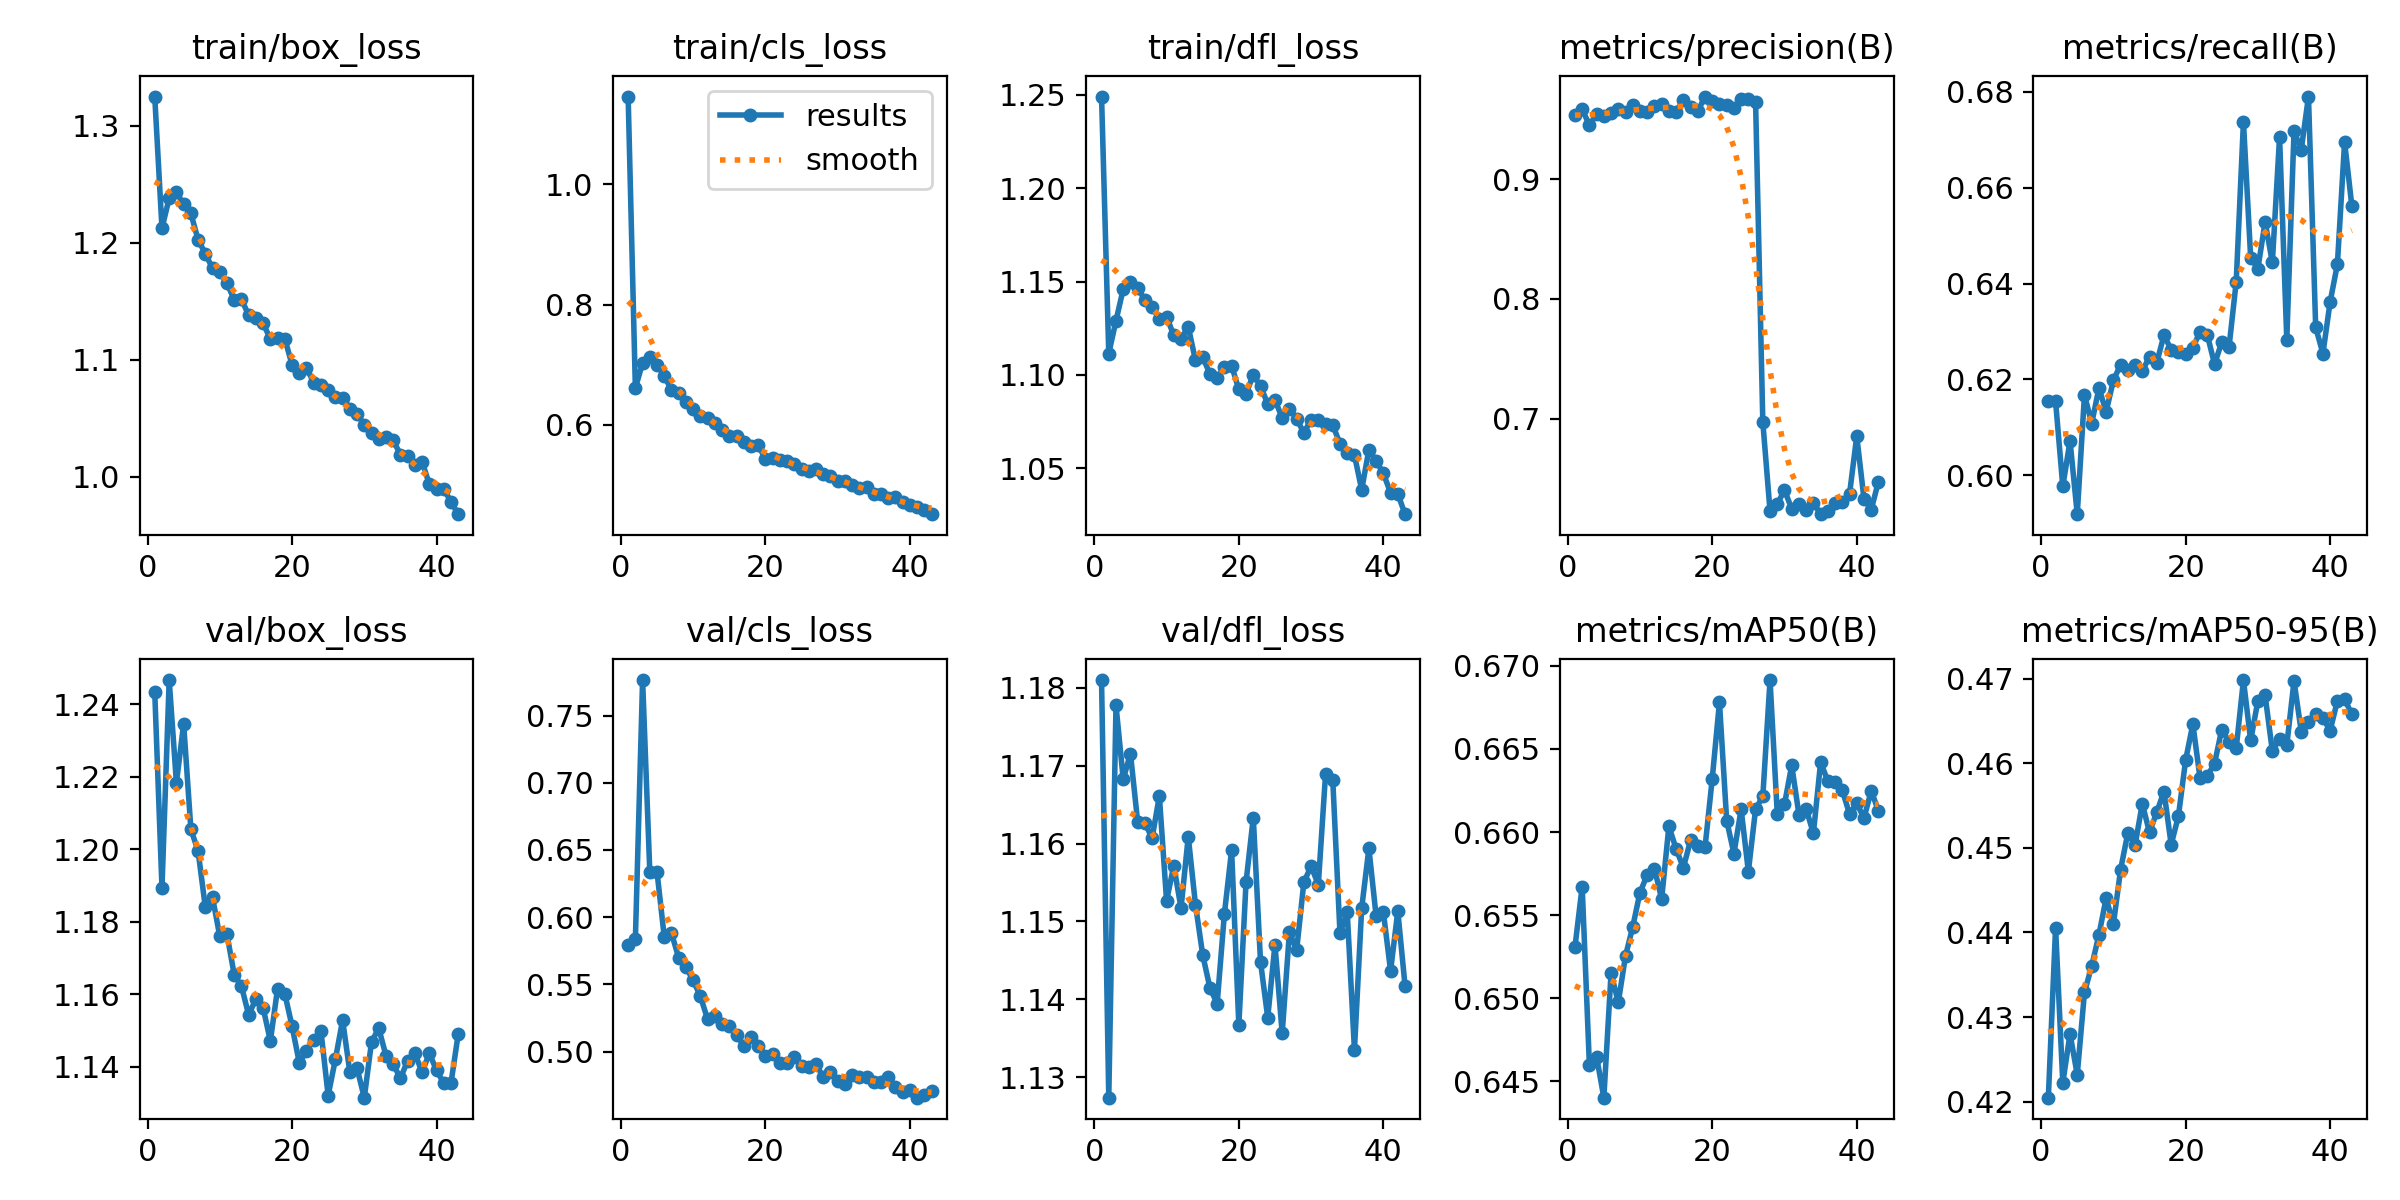 train/box_loss
train/cls_loss
train/dfl_loss
metrics/precision(B)
metrics/recall(B)
1.3
1.2
1.1
1.0
0 20 40
results
smooth
1.0
0.8
0.6
0 20 40
1.25
1.20
1.15
1.10
1.05
0 20 40
0.9
0.8
0.7
0 20 40
0.68
0.66
0.64
0.62
0.60
0 20 40
val/box_loss
val/cls_loss
val/dfl_loss
metrics/mAP50(B)
metrics/mAP50-95(B)
1.24
1.22
1.20
1.18
1.16
1.14
0 20 40
0.75
0.70
0.65
0.60
0.55
0.50
0 20 40
1.18
1.17
1.16
1.15
1.14
1.13
0 20 40
0.670
0.665
0.660
0.655
0.650
0.645
0 20 40
0.47
0.46
0.45
0.44
0.43
0.42
0 20 40